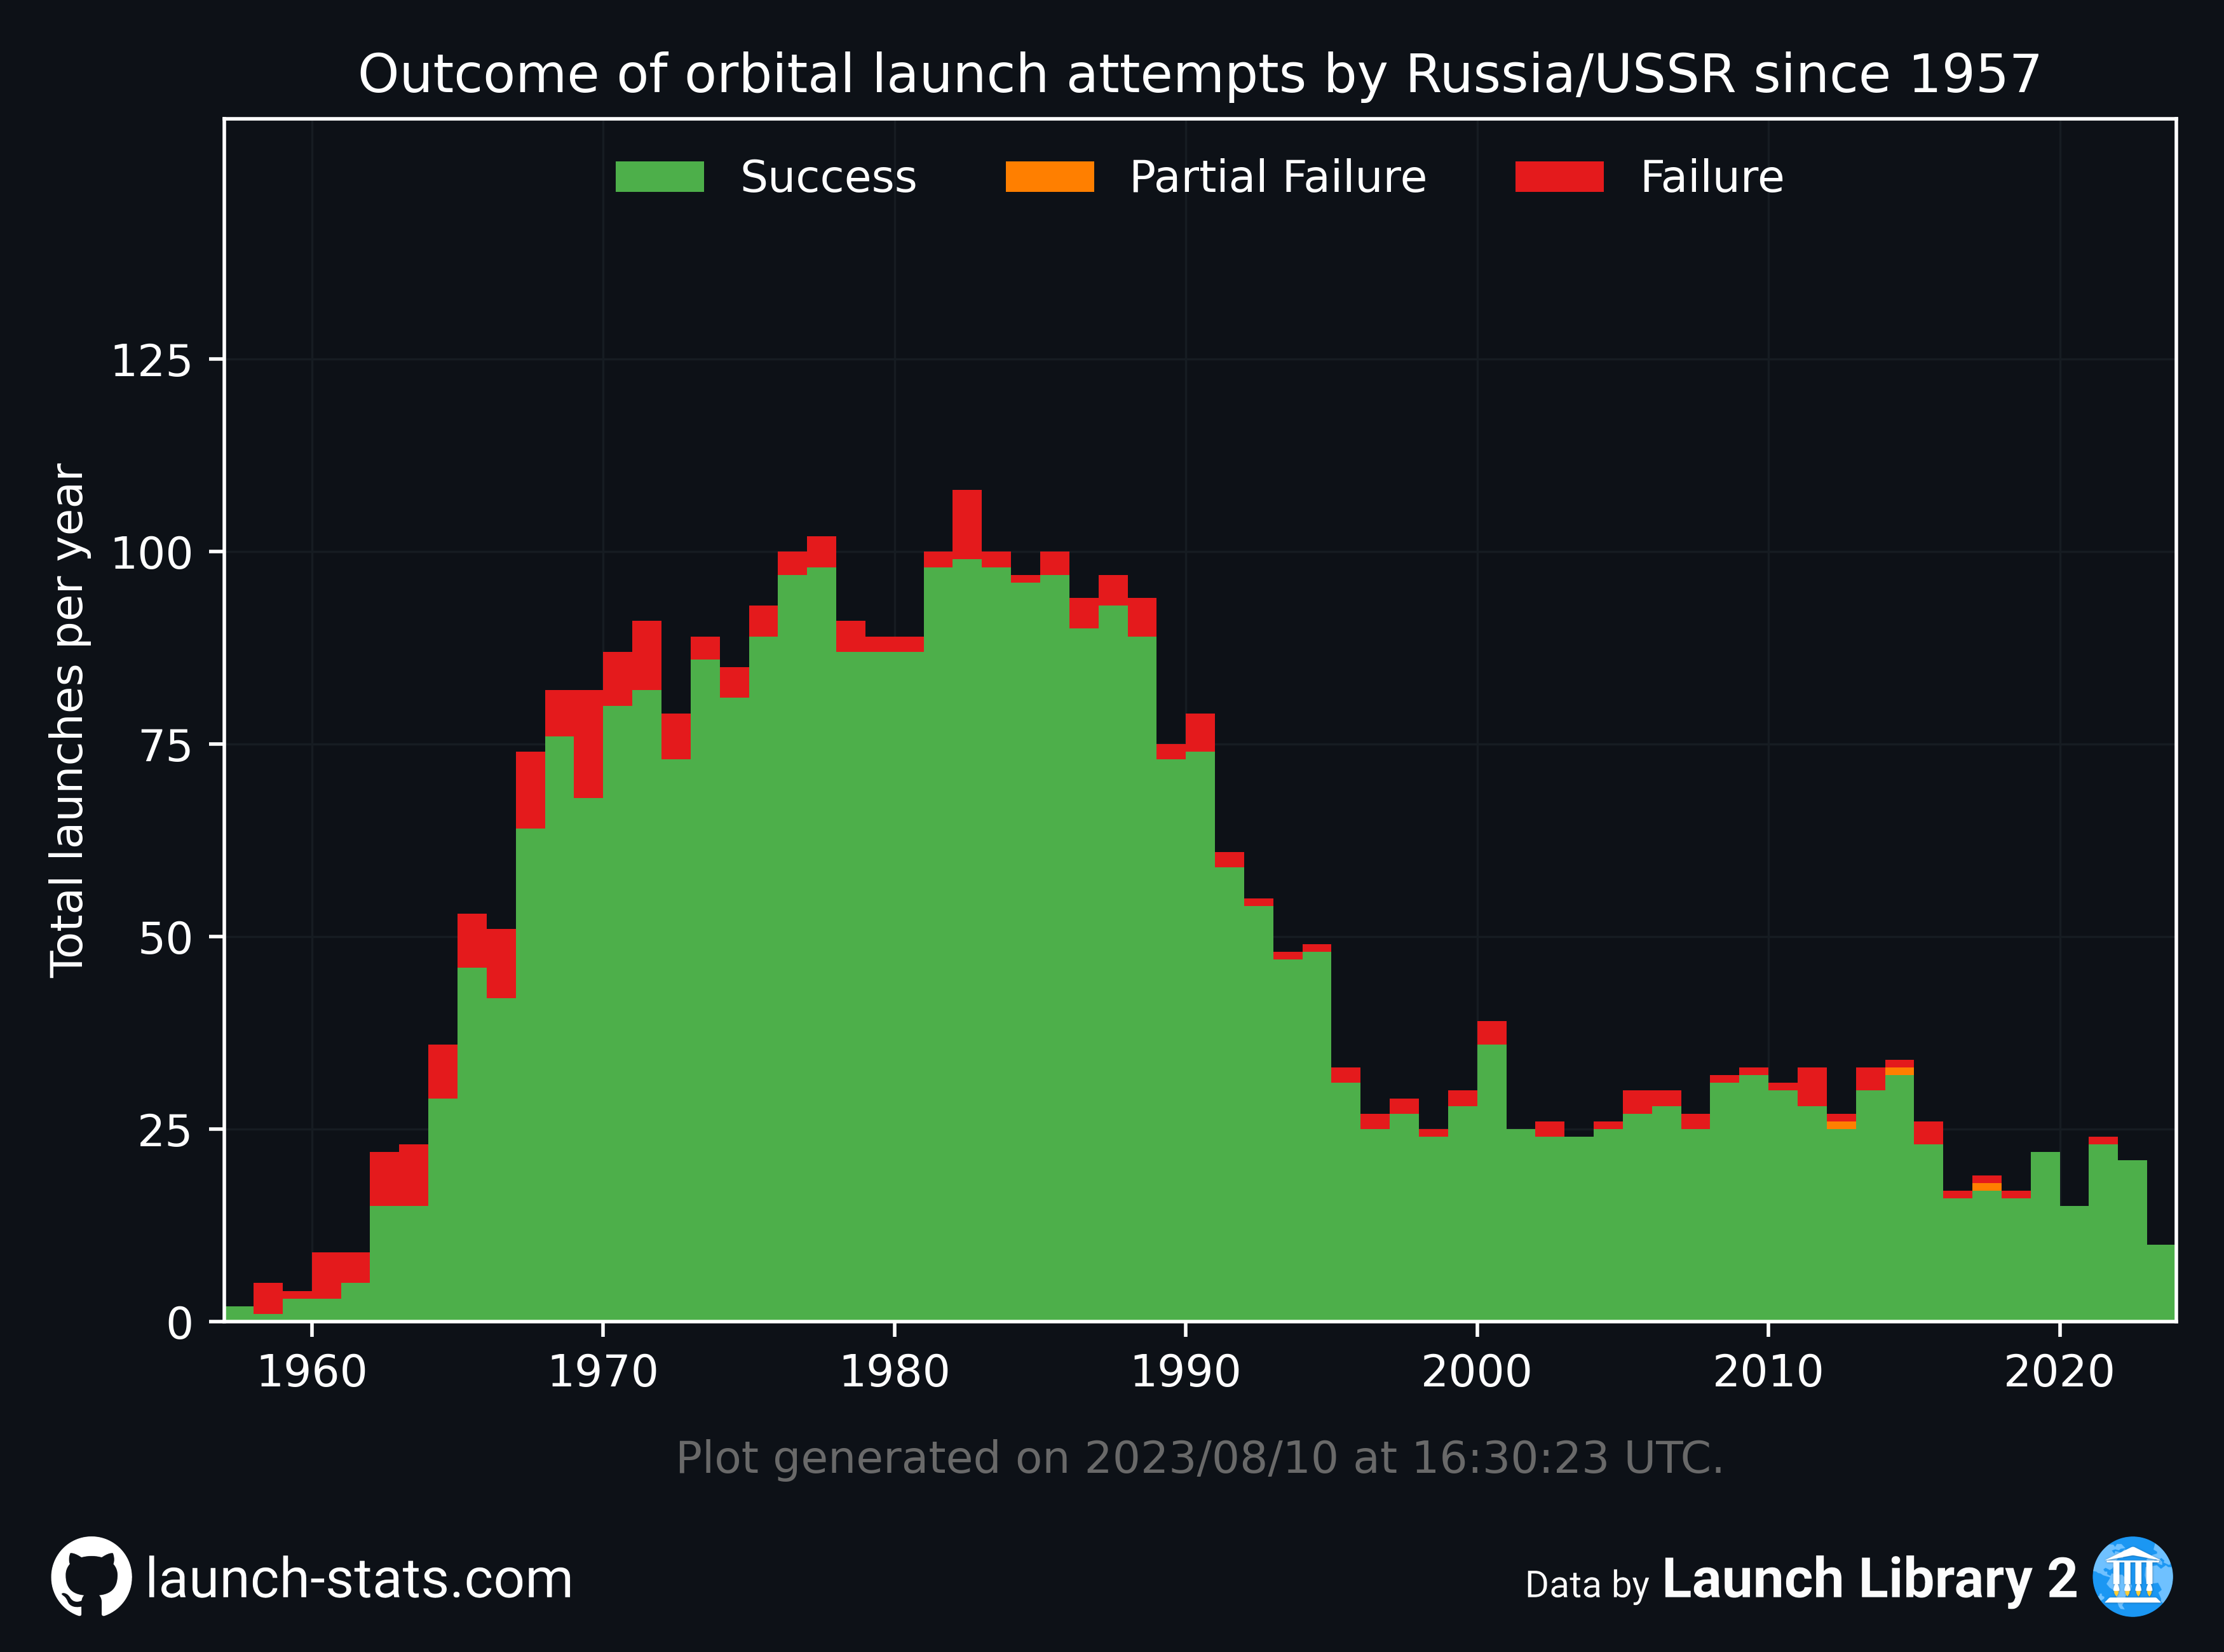 Outcome of orbital launch attempts by Russia/USSR since 1957
Success Partial Failure Failure
Total launches per year
125
100
75
50
25
0
1960 1970 1980 1990 2000 2010 2020
Plot generated on 2023/08/10 at 16:30:23 UTC.
launch-stats.com
Data by Launch Library 2